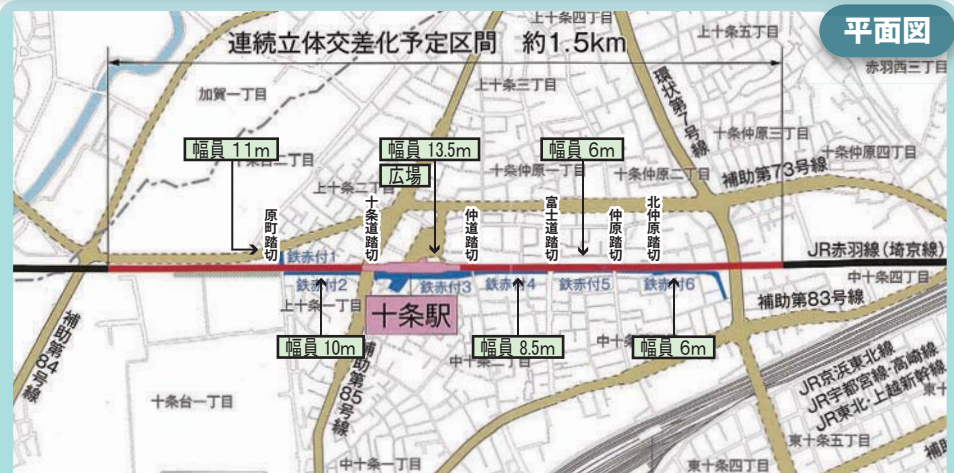 平面図
連続立体交差化予定区間 約1.5km
上十条四丁目
上十条五丁目
赤羽西三丁目
加賀一丁目
上十条三丁目
環状第7号線
十条仲原三丁目
十条仲原四丁目
幅員 11m
十条台二丁目
幅員 13.5m
広場
幅員 6m
十条仲原一丁目
十条仲原二丁目
補助第73号線
上十条二丁目
原町踏切
十条道踏切
仲道踏切
富士道踏切
仲原踏切
北仲原踏切
JR赤羽線(埼京線)
鉄赤付1
鉄赤付2
鉄赤付3
鉄赤付4
鉄赤付5
鉄赤付6
中十条四丁目
上十条一丁目
十条駅
補助第83号線
幅員 10m
幅員 8.5m
幅員 6m
補助第84号線
補助第85号線
中十条二丁目
十条台一丁目
JR京浜東北線
JR宇都宮線・高崎線
JR東北・上越新幹線
東十条五丁目
中十条一丁目
東十条四丁目